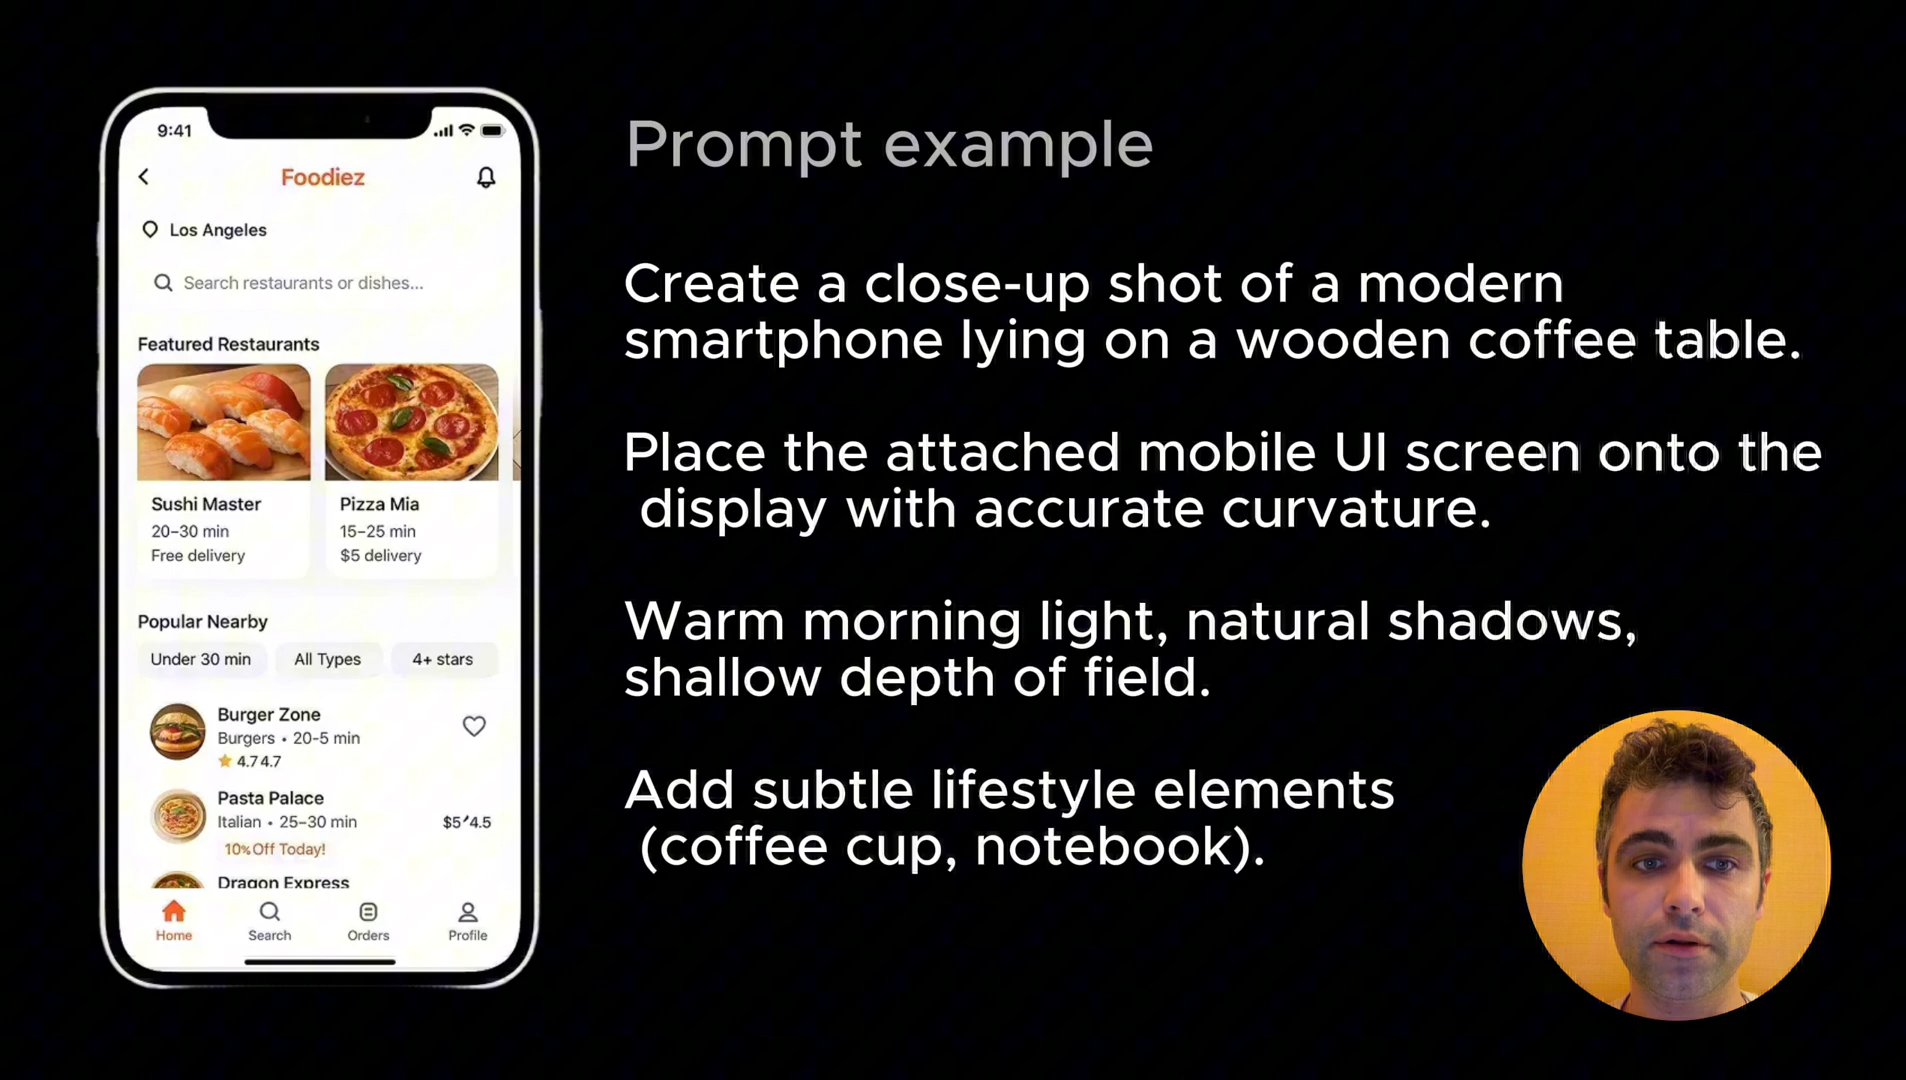 9:41
Foodiez
Los Angeles
Search restaurants or dishes...
Featured Restaurants
Sushi Master
20–30 min
Free delivery
Pizza Mia
15–25 min
$5 delivery
Popular Nearby
Under 30 min
All Types
4+ stars
Burger Zone
Burgers • 20-5 min
4.7 4.7
Pasta Palace
Italian • 25–30 min
$5 4.5
10% Off Today!
Dragon Express
Home
Search
Orders
Profile
Prompt example
Create a close-up shot of a modern
smartphone lying on a wooden coffee table.
Place the attached mobile UI screen onto the
display with accurate curvature.
Warm morning light, natural shadows,
shallow depth of field.
Add subtle lifestyle elements
(coffee cup, notebook).